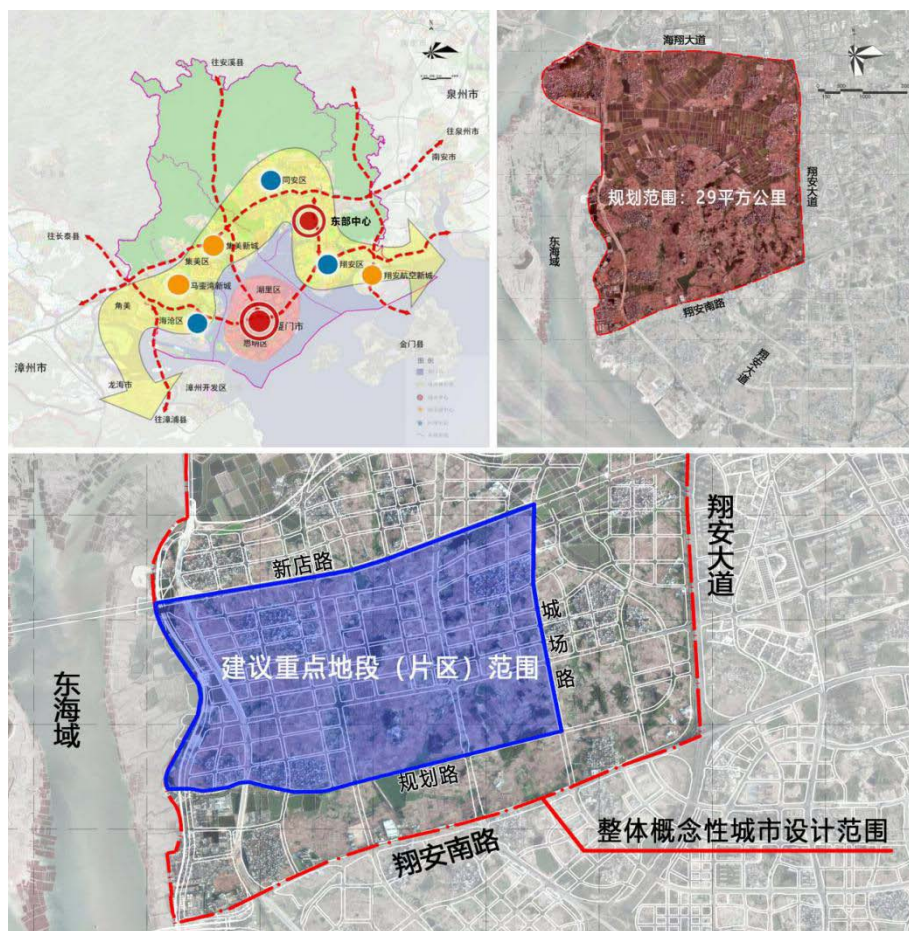 往安溪县
泉州市
往泉州市
南安市
同安区
东部中心
往长泰县
集美新城
集美区
翔安区
翔安航空新城
马銮湾新城
湖里区
角美
海沧区
厦门市
思明区
金门县
图例
漳州市
龙海市
漳州开发区
往漳浦县
海翔大道
翔安大道
规划范围：29平方公里
东海域
翔安南路
翔安大道
翔安大道
新店路
城场路
建议重点地段（片区）范围
东海域
规划路
整体概念性城市设计范围
翔安南路